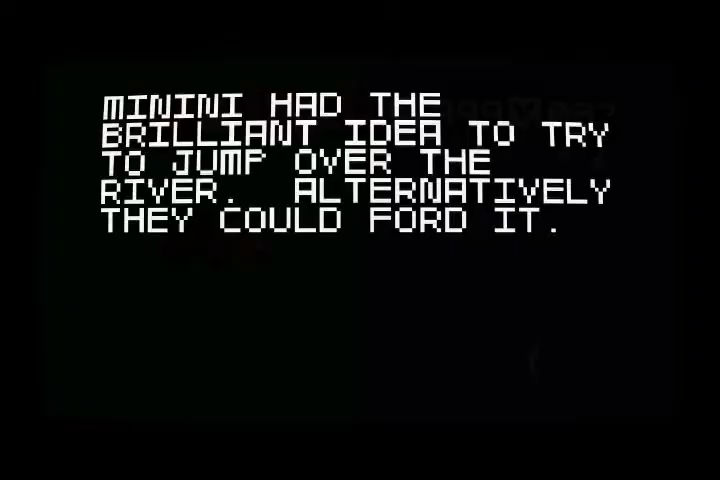 MININI HAD THE
BRILLIANT IDEA TO TRY
TO JUMP OVER THE
RIVER.  ALTERNATIVELY
THEY COULD FORD IT.